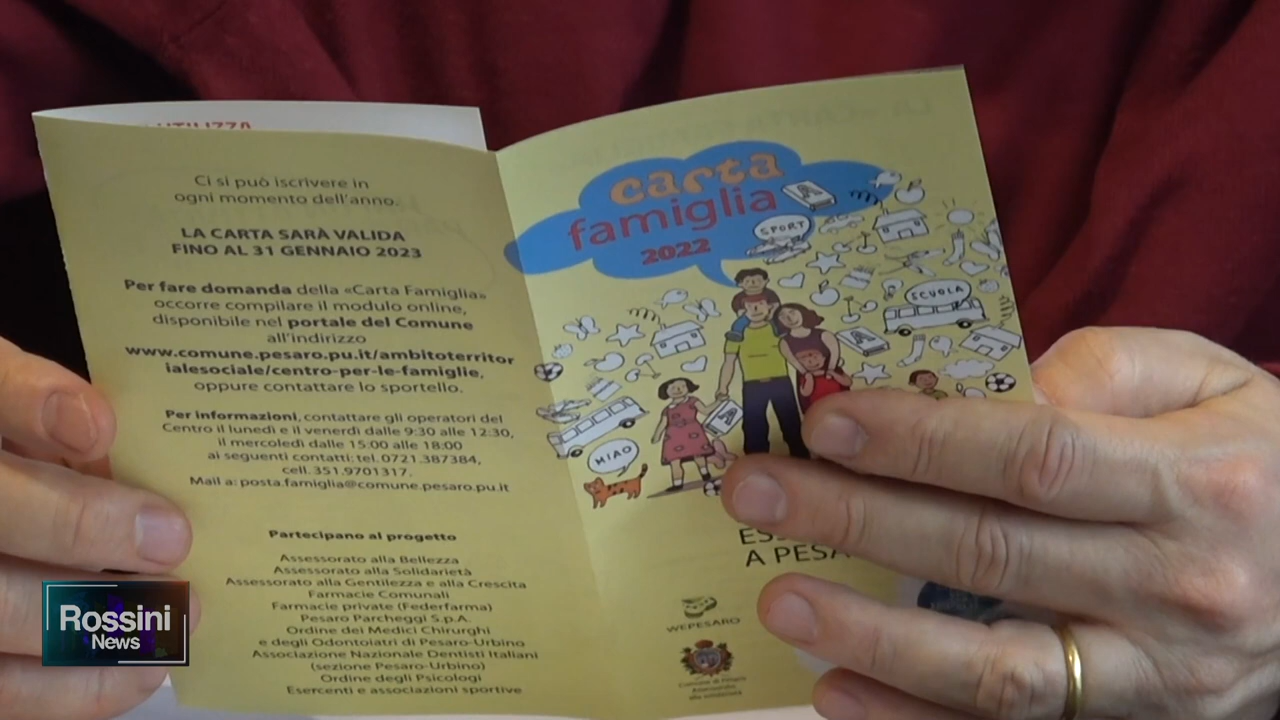 Ci si può iscrivere in
ogni momento dell'anno.
LA CARTA SARÀ VALIDA
FINO AL 31 GENNAIO 2023
Per fare domanda della «Carta Famiglia»
occorre compilare il modulo online,
disponibile nel portale del Comune
all'indirizzo
www.comune.pesaro.pu.it/ambitoterritor
ialesociale/centro-per-le-famiglie,
oppure contattare lo sportello.
Per informazioni, contattare gli operatori del
Centro il lunedì e il venerdì dalle 9:30 alle 12:30,
il mercoledì dalle 15:00 alle 18:00
ai seguenti contatti: tel. 0721.387384,
cell. 351.9701317.
Mail a: posta.famiglia@comune.pesaro.pu.it
Partecipano al progetto
Assessorato alla Bellezza
Assessorato alla Solidarietà
Assessorato alla Gentilezza e alla Crescita
Farmacie Comunali
Farmacie private (Federfarma)
Pesaro Parcheggi S.p.A.
Ordine dei Medici Chirurghi
e degli Odontoiatri di Pesaro-Urbino
Associazione Nazionale Dentisti Italiani
(sezione Pesaro-Urbino)
Ordine degli Psicologi
Esercenti e associazioni sportive
carta
famiglia
2022
A
SPORT
SCUOLA
A
A
MIAO
A PESA
WEPESARO
Comune di Pesaro
Assessorato
alla solidarietà
Rossini
News